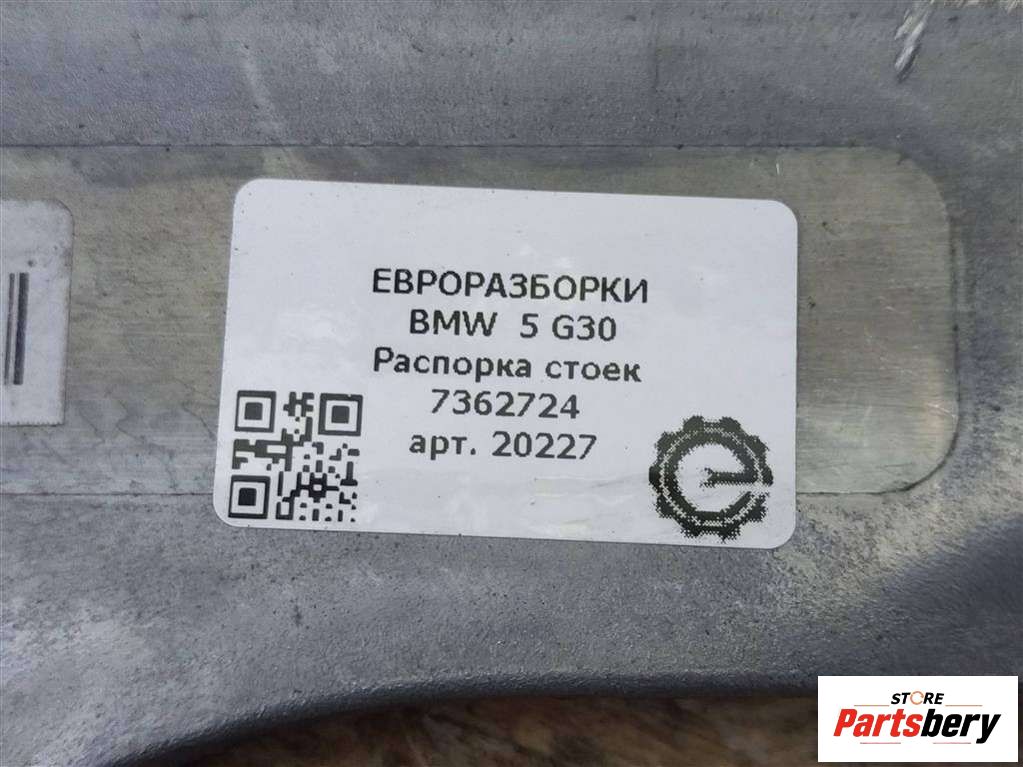 ЕВРОРАЗБОРКИ
BMW 5 G30
Распорка стоек
7362724
арт. 20227
STORE
Partsbery